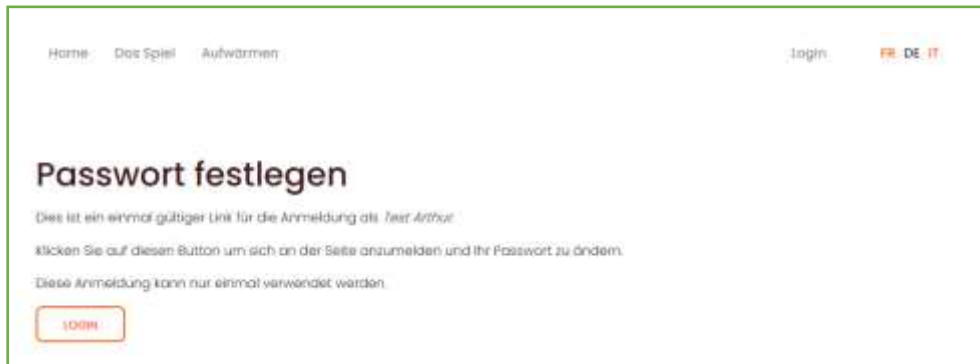 Home Das Spiel Aufwärmen Login FR DE IT
Passwort festlegen
Dies ist ein einmal gültiger Link für die Anmeldung als Test Arthur.
Klicken Sie auf diesen Button um sich an der Seite anzumelden und Ihr Passwort zu ändern.
Diese Anmeldung kann nur einmal verwendet werden.
LOGIN